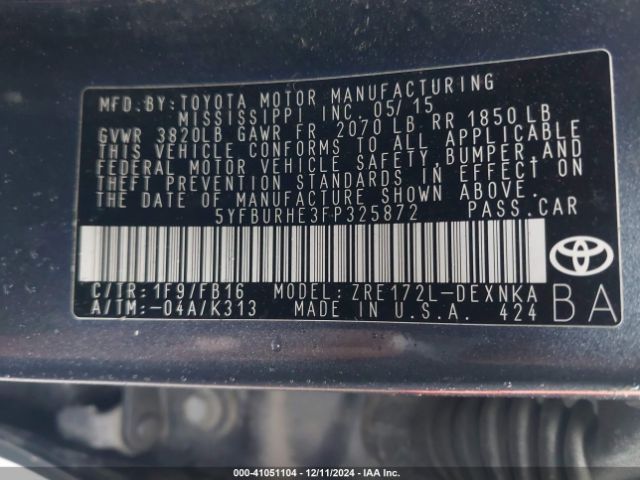 MFD. BY: TOYOTA MOTOR MANUFACTURING
MISSISSIPPI INC. 05/15
GVWR 3820LB GAWR FR 2070 LB RR 1850 LB
THIS VEHICLE CONFORMS TO ALL APPLICABLE
FEDERAL MOTOR VEHICLE SAFETY, BUMPER, AND
THEFT PREVENTION STANDARDS IN EFFECT ON
THE DATE OF MANUFACTURE SHOWN ABOVE.
5YFBURHE3FP325872 PASS.CAR
C/TR: 1F9/FB16 MODEL: ZRE172L-DEXNKA
A/TM: -04A/K313 MADE IN U.S.A. 424
BA
000-41051104 - 12/11/2024 - IAA Inc.